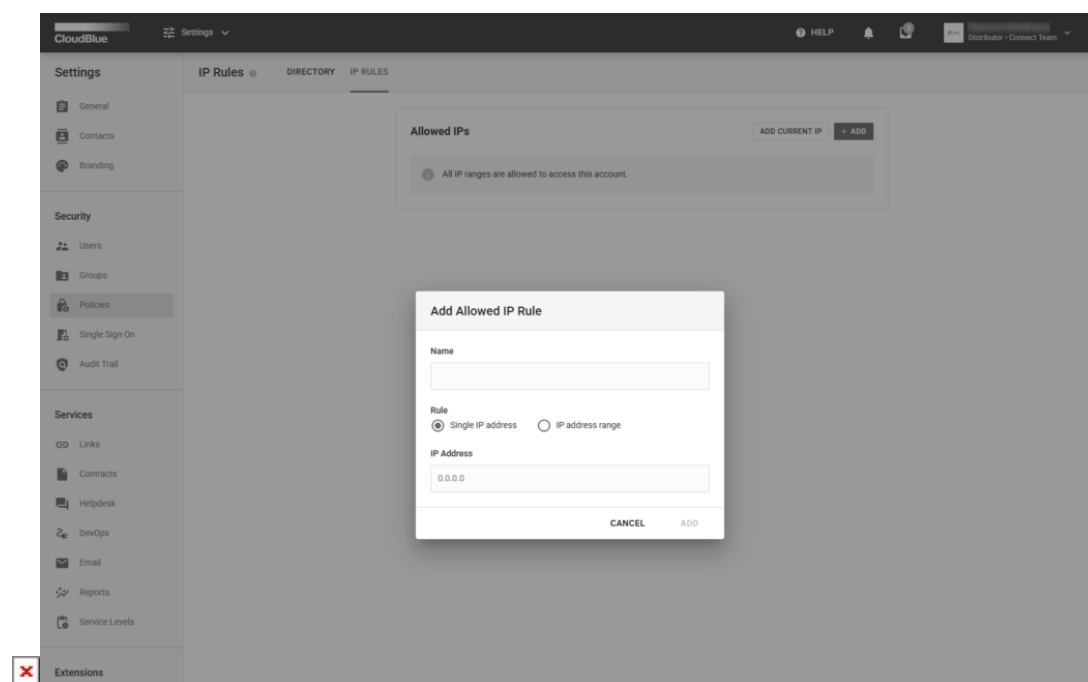 CloudBlue
Settings
HELP
Distributor • Connect Team
Settings
General
Contacts
Branding
Security
Users
Groups
Policies
Single Sign On
Audit Trail
Services
Links
Contracts
Helpdesk
DevOps
Email
Reports
Service Levels
Extensions
IP Rules
DIRECTORY
IP RULES
Allowed IPs
ADD CURRENT IP
+ ADD
All IP ranges are allowed to access this account.
Add Allowed IP Rule
Name
Rule
Single IP address
IP address range
IP Address
0.0.0.0
CANCEL
ADD